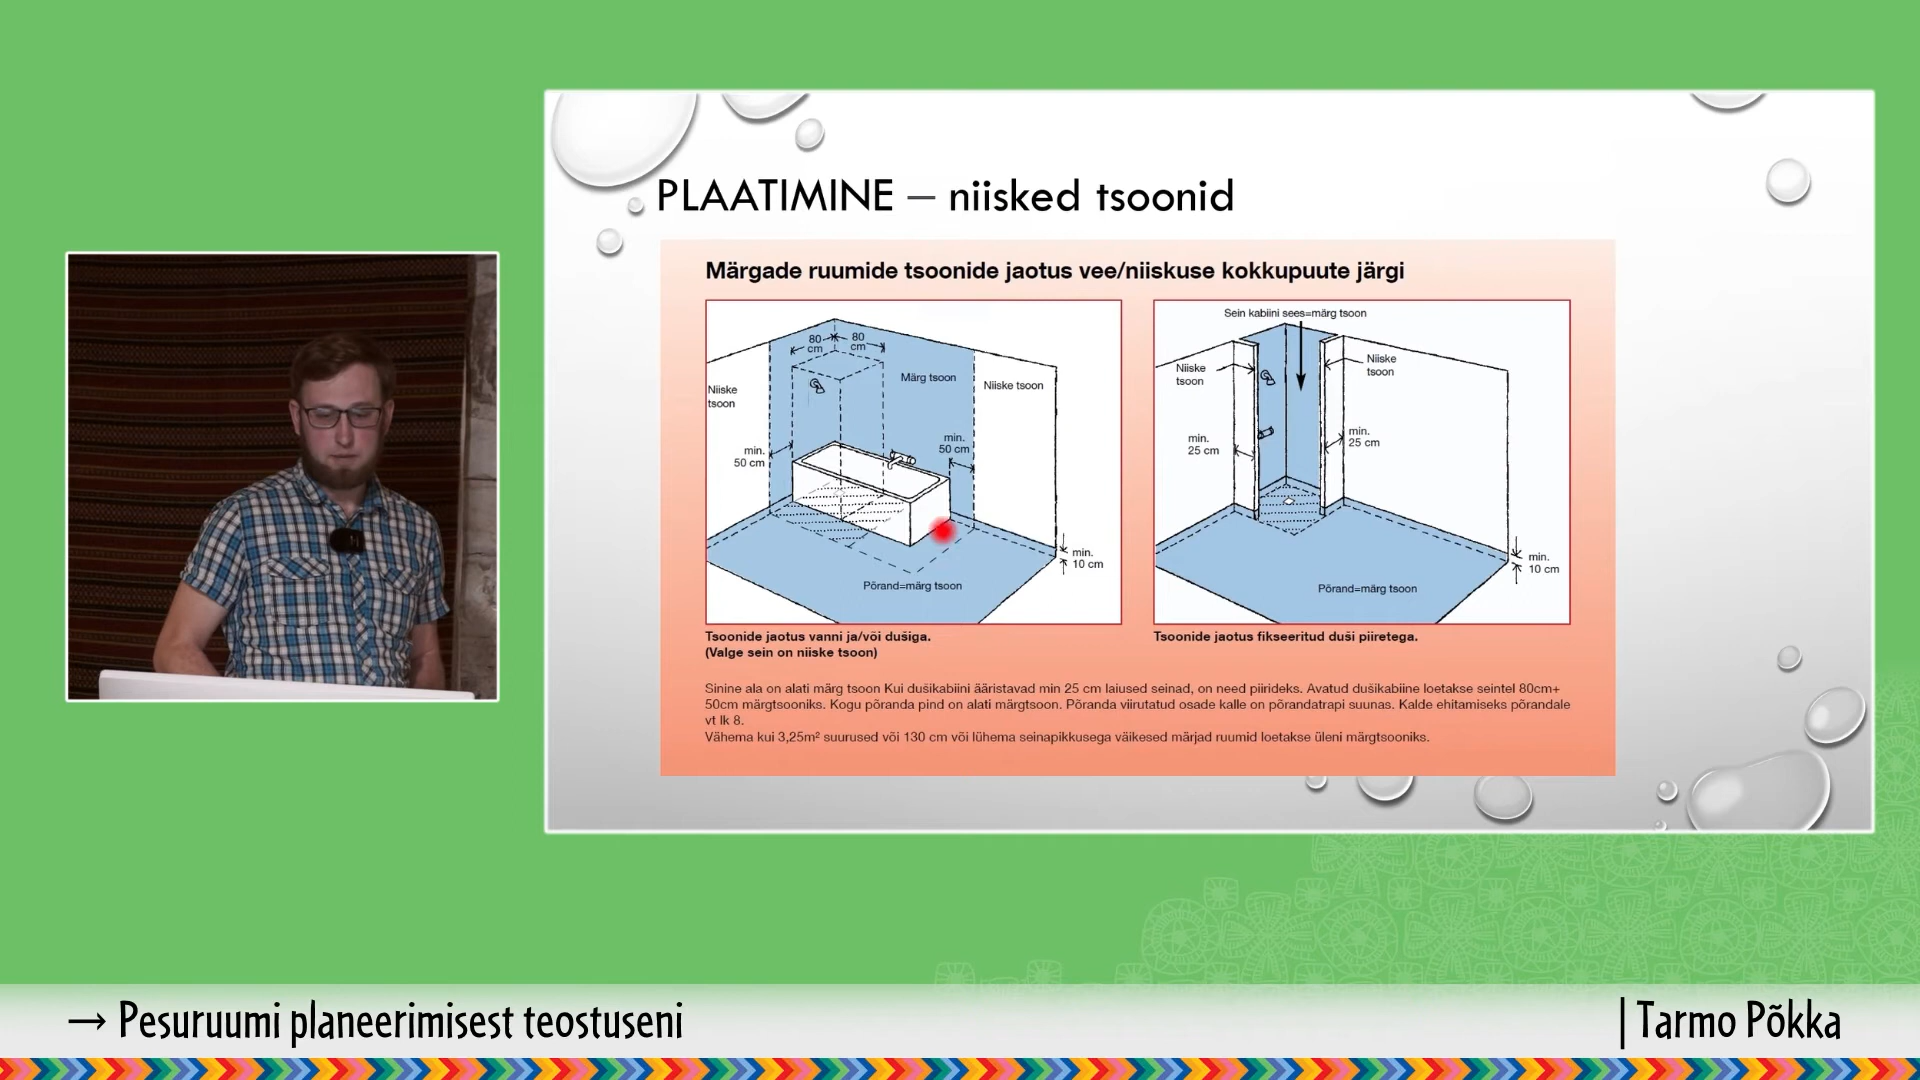 PLAATIMINE – niisked tsoonid
Märgade ruumide tsoonide jaotus vee/niiskuse kokkupuute järgi
80
cm
80
cm
Märg tsoon
Niiske
tsoon
Niiske tsoon
min.
50 cm
min.
50 cm
min.
10 cm
Põrand=märg tsoon
Tsoonide jaotus vanni ja/või dušiga.
(Valge sein on niiske tsoon)
Sein kabiini sees=märg tsoon
Niiske
tsoon
Niiske
tsoon
min.
25 cm
min.
25 cm
min.
10 cm
Põrand=märg tsoon
Tsoonide jaotus fikseeritud duši piiretega.
Sinine ala on alati märg tsoon Kui dušikabiini ääristavad min 25 cm laiused seinad, on need piirideks. Avatud dušikabiine loetakse seintel 80cm+
50cm märgtsooniks. Kogu põranda pind on alati märgtsoon. Põranda viirutatud osade kalle on põrandatrapi suunas. Kalde ehitamiseks põrandale
vt lk 8.
Vähema kui 3,25m² suurused või 130 cm või lühema seinapikkusega väikesed märjad ruumid loetakse üleni märgtsooniks.
→ Pesuruumi planeerimisest teostuseni
| Tarmo Põkka